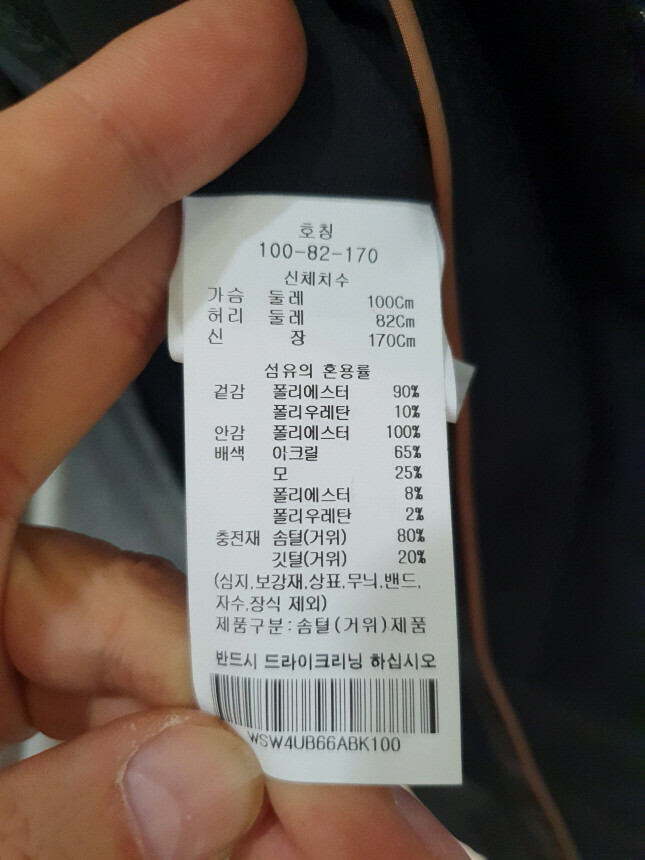 호칭
100-82-170
신체치수
가슴 둘레 100Cm
허리 둘레 82Cm
신 장 170Cm
섬유의 혼용률
겉감 폴리에스터 90%
폴리우레탄 10%
안감 폴리에스터 100%
배색 아크릴 65%
모 25%
폴리에스터 8%
폴리우레탄 2%
충전재 솜털(거위) 80%
깃털(거위) 20%
(심지,보강재,상표,무늬,밴드,
자수,장식 제외)
제품구분:솜털(거위)제품
반드시 드라이크리닝 하십시오
WSW4UB66ABK100